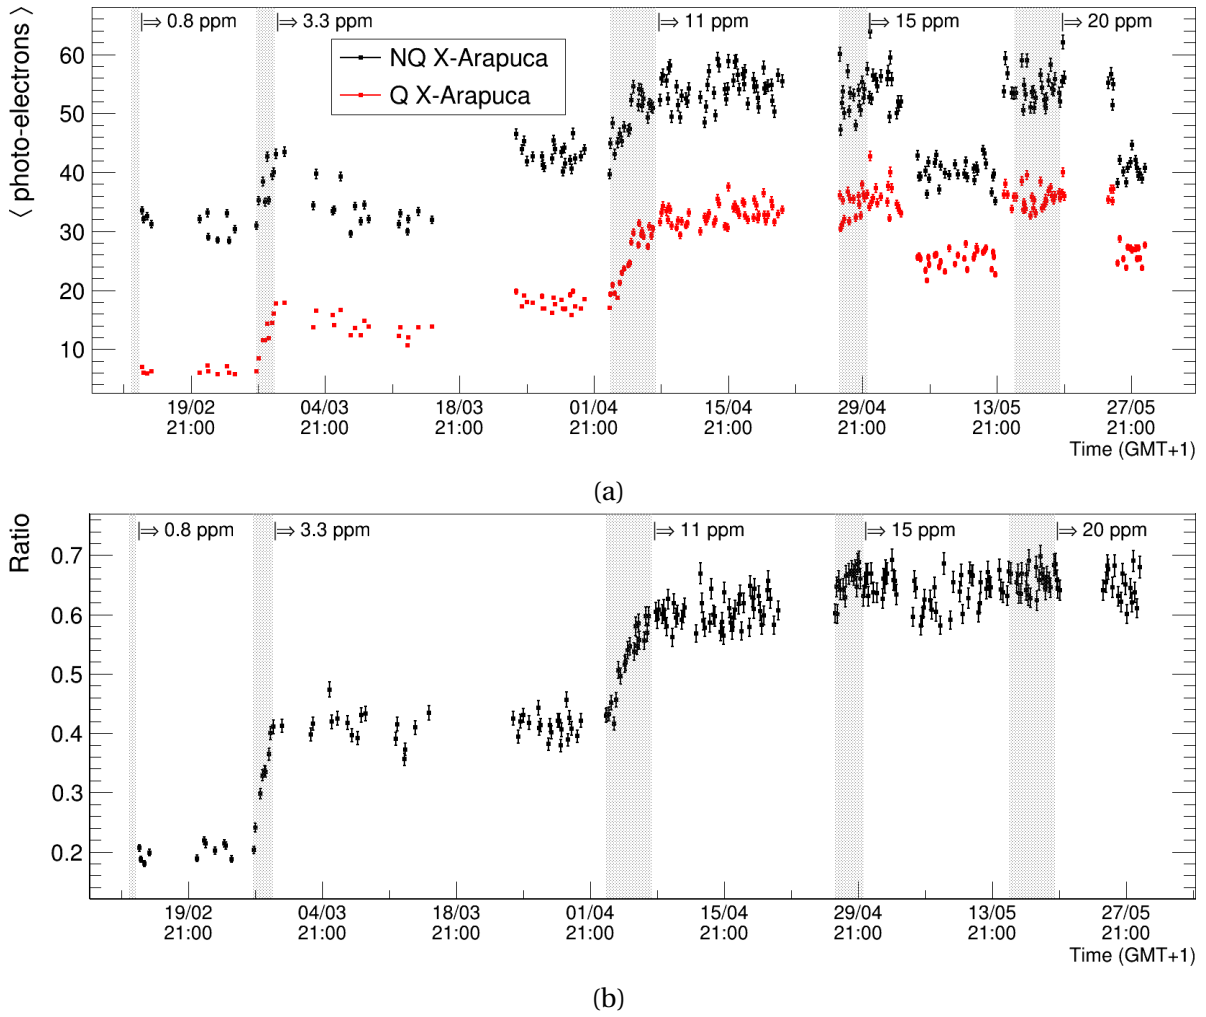 |⇒ 0.8 ppm |⇒ 3.3 ppm |⇒ 11 ppm |⇒ 15 ppm |⇒ 20 ppm
NQ X-Arapuca
Q X-Arapuca
⟨ photo-electrons ⟩
60
50
40
30
20
10
19/02 04/03 18/03 01/04 15/04 29/04 13/05 27/05
21:00 21:00 21:00 21:00 21:00 21:00 21:00 21:00
Time (GMT+1)
(a)
|⇒ 0.8 ppm |⇒ 3.3 ppm |⇒ 11 ppm |⇒ 15 ppm |⇒ 20 ppm
Ratio
0.7
0.6
0.5
0.4
0.3
0.2
19/02 04/03 18/03 01/04 15/04 29/04 13/05 27/05
21:00 21:00 21:00 21:00 21:00 21:00 21:00 21:00
Time (GMT+1)
(b)